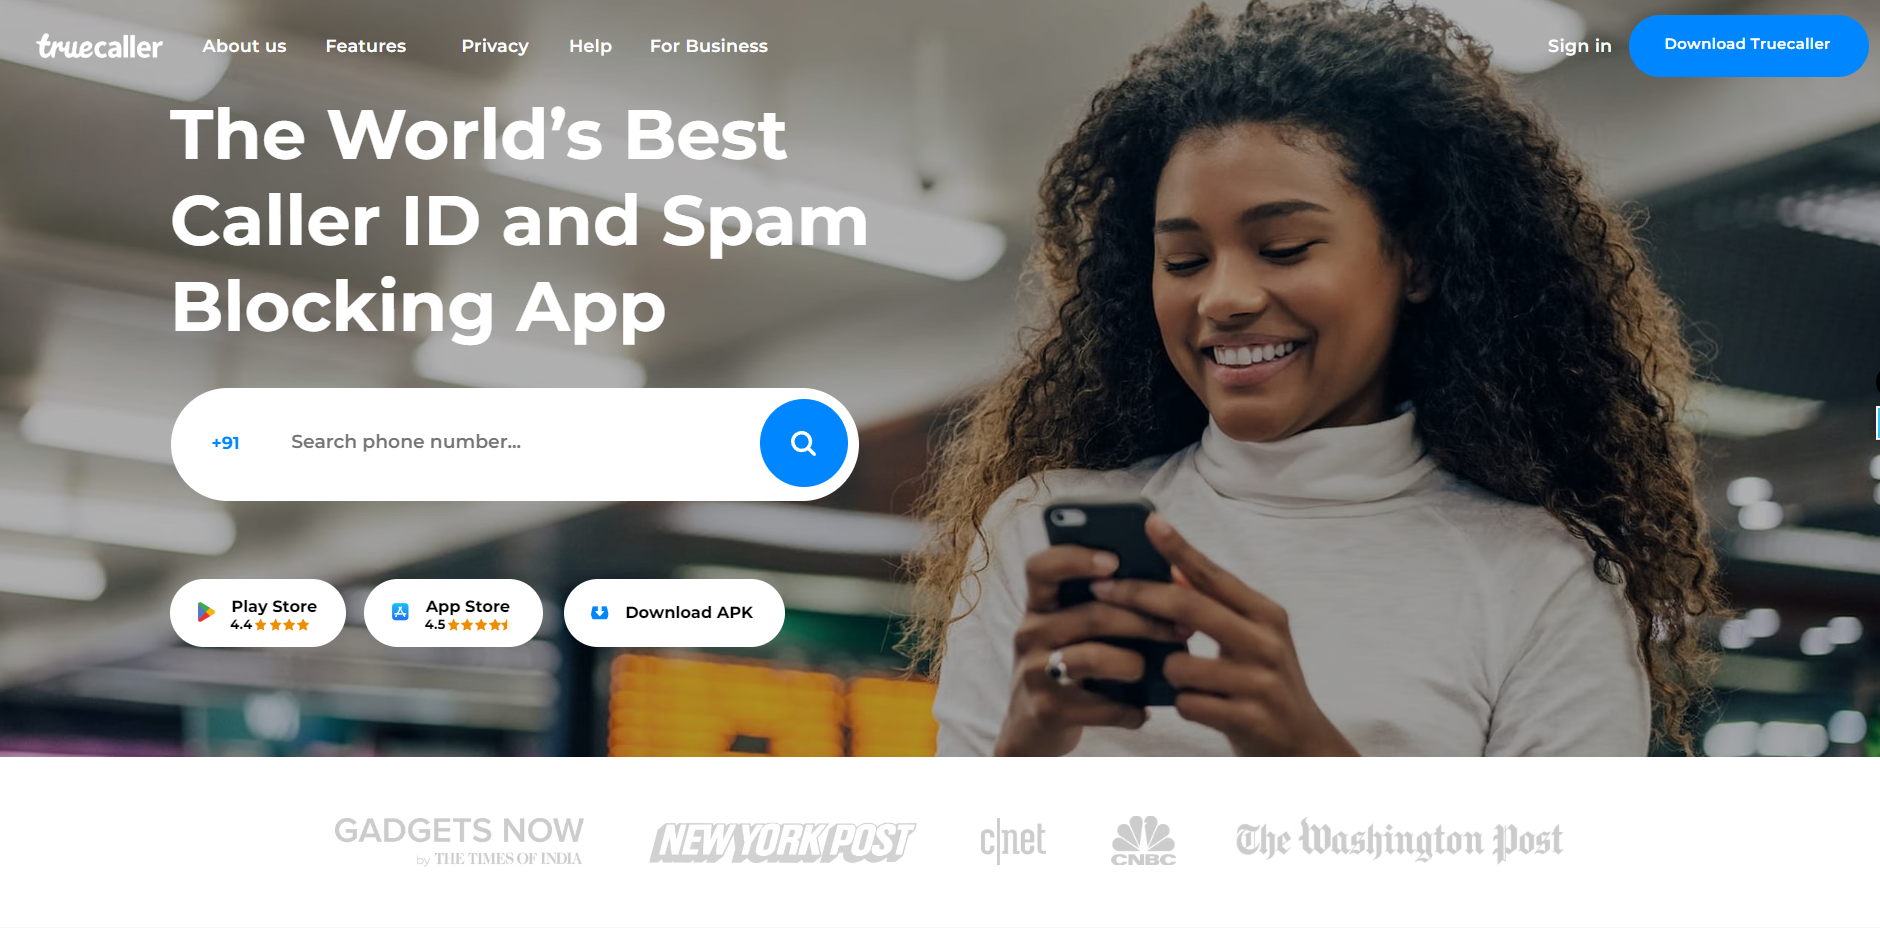 truecaller
About us
Features
Privacy
Help
For Business
Sign in
Download Truecaller
The World’s Best
Caller ID and Spam
Blocking App
+91
Search phone number...
Play Store
4.4
App Store
4.5
Download APK
GADGETS NOW
by THE TIMES OF INDIA
NEW YORK POST
c|net
CNBC
The Washington Post